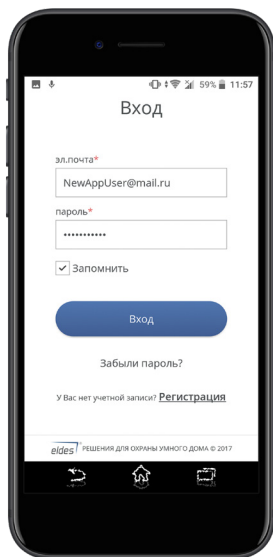 59% 11:57
Вход
эл.почта*
NewAppUser@mail.ru
пароль*
•••••••••••
Запомнить
Вход
Забыли пароль?
У Вас нет учетной записи? Регистрация
eldes РЕШЕНИЯ ДЛЯ ОХРАНЫ УМНОГО ДОМА © 2017